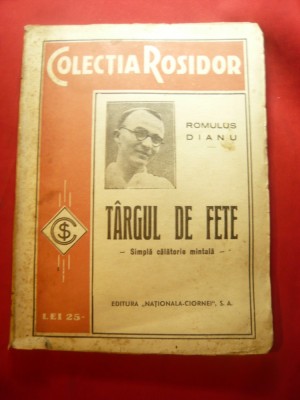 COLECTIA ROSIDOR
ROMULUS
DIANU
TÂRGUL DE FETE
— Simplă călătorie mintală —
EDITURA „NAȚIONALA-CIORNEI”, S. A.
LEI 25-